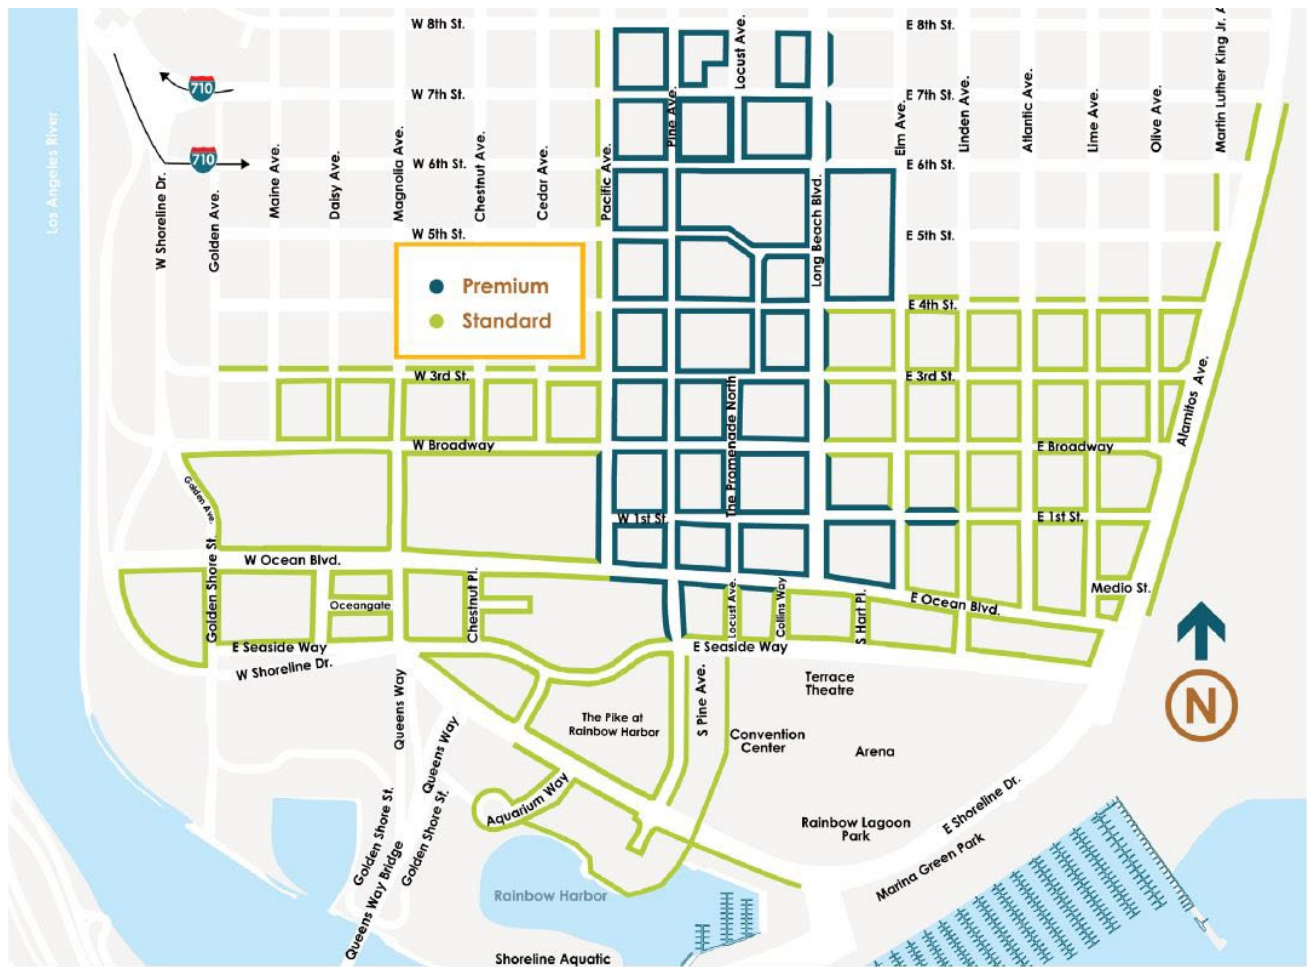 W 8th St.
E 8th St.
Locust Ave.
Martin Luther King Jr. A
710
W 7th St.
E 7th St.
Pine Ave.
Elm Ave.
Linden Ave.
Atlantic Ave.
Lime Ave.
Olive Ave.
Los Angeles River
710
W 6th St.
E 6th St.
W Shoreline Dr.
Golden Ave.
Maine Ave.
Daisy Ave.
Magnolia Ave.
Chestnut Ave.
Cedar Ave.
Pacific Ave.
Long Beach Blvd.
W 5th St.
E 5th St.
Premium
Standard
E 4th St.
W 3rd St.
E 3rd St.
The Promenade North
Alamitos Ave.
W Broadway
E Broadway
Golden Ave.
W 1st St.
E 1st St.
W Ocean Blvd.
Golden Shore St.
Oceangate
Chestnut Pl.
Locust Ave.
Collins Way
S Hart Pl.
E Ocean Blvd.
Medio St.
E Seaside Way
E Seaside Way
W Shoreline Dr.
Queens Way
S Pine Ave.
Terrace
Theatre
N
The Pike at
Rainbow Harbor
Convention
Center
Arena
Queens Way
Aquarium Way
Golden Shore St.
Golden Shore St.
Queens Way Bridge
Rainbow Lagoon
Park
E Shoreline Dr.
Marina Green Park
Rainbow Harbor
Shoreline Aquatic